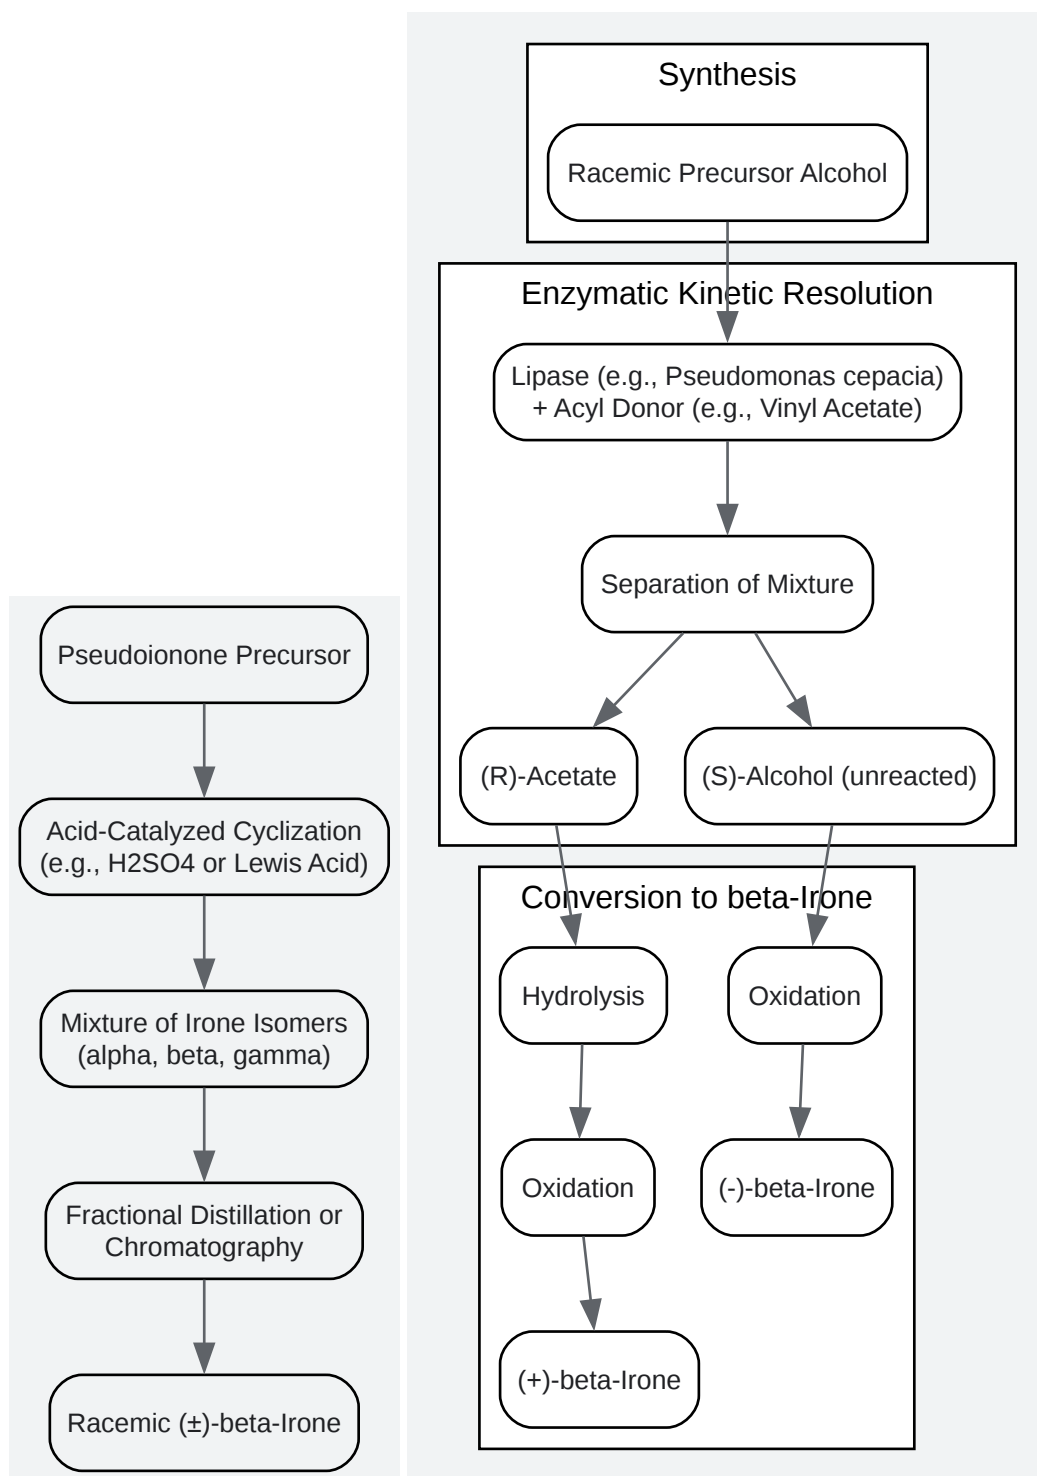 Synthesis
Racemic Precursor Alcohol
Enzymatic Kinetic Resolution
Lipase (e.g., Pseudomonas cepacia)
+ Acyl Donor (e.g., Vinyl Acetate)
Separation of Mixture
(R)-Acetate
(S)-Alcohol (unreacted)
Conversion to beta-Irone
Hydrolysis
Oxidation
Oxidation
(-)-beta-Irone
(+)-beta-Irone
Pseudoionone Precursor
Acid-Catalyzed Cyclization
(e.g., H2SO4 or Lewis Acid)
Mixture of Irone Isomers
(alpha, beta, gamma)
Fractional Distillation or
Chromatography
Racemic (±)-beta-Irone